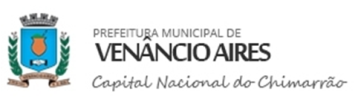 PREFEITURA MUNICIPAL DE
VENÂNCIO AIRES
Capital Nacional do Chimarrão